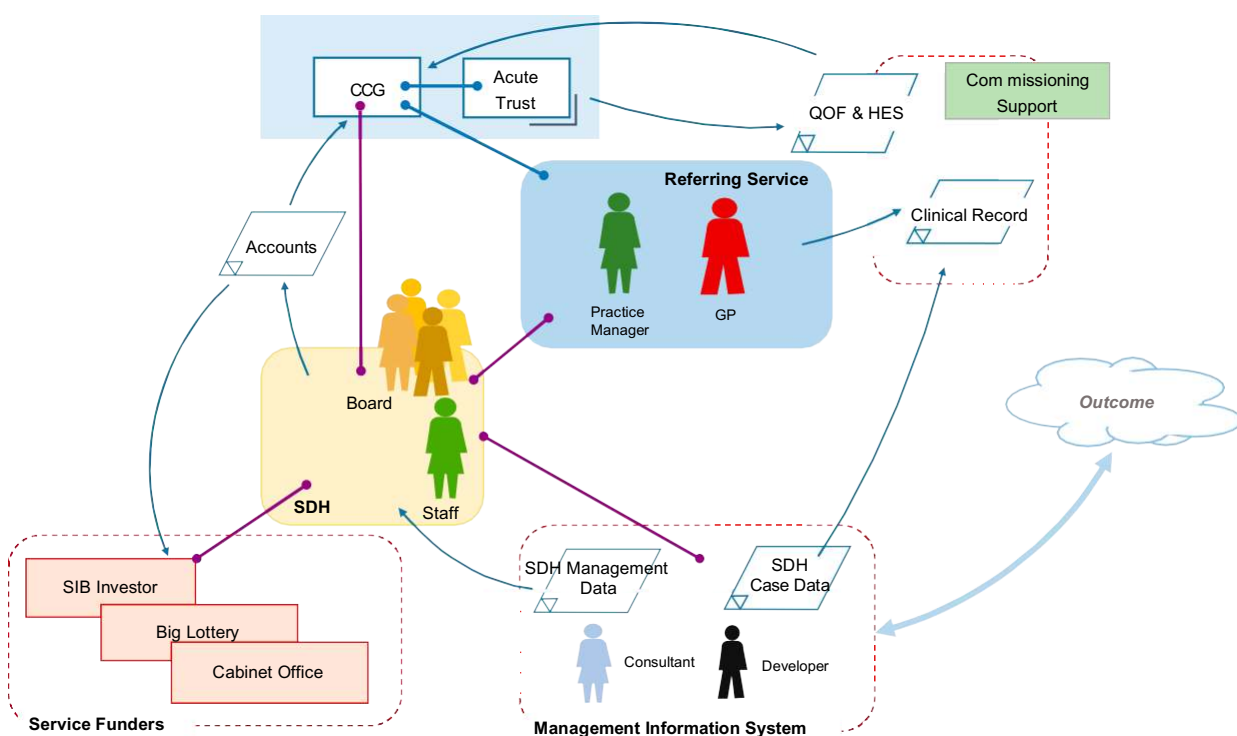 CCG
Acute
Trust
QOF & HES
Com missioning
Support
Referring Service
Clinical Record
Accounts
Practice
Manager
GP
Board
Outcome
SDH
Staff
SIB Investor
Big Lottery
Cabinet Office
Service Funders
SDH Management
Data
SDH
Case Data
Consultant
Developer
Management Information System